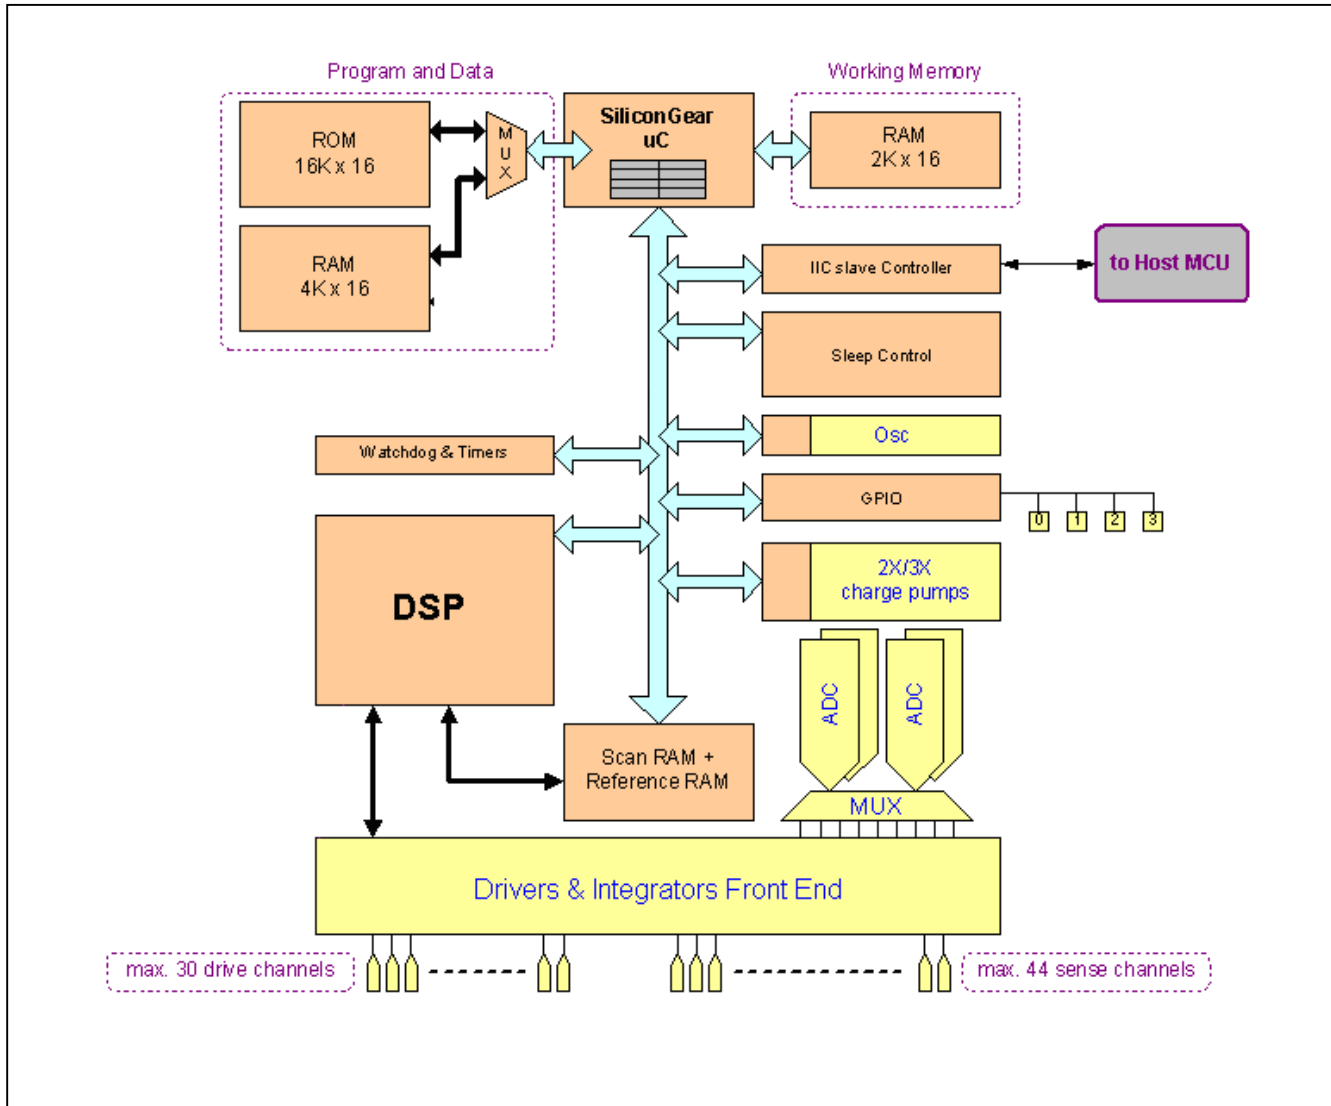 Program and Data
Working Memory
ROM
16K x 16
M
U
X
SiliconGear
uC
RAM
2K x 16
RAM
4K x 16
IIC slave Controller
to Host MCU
Sleep Control
Osc
Watchdog & Timers
GPIO
0 1 2 3
DSP
2X/3X
charge pumps
ADC
ADC
Scan RAM +
Reference RAM
MUX
Drivers & Integrators Front End
max. 30 drive channels
max. 44 sense channels